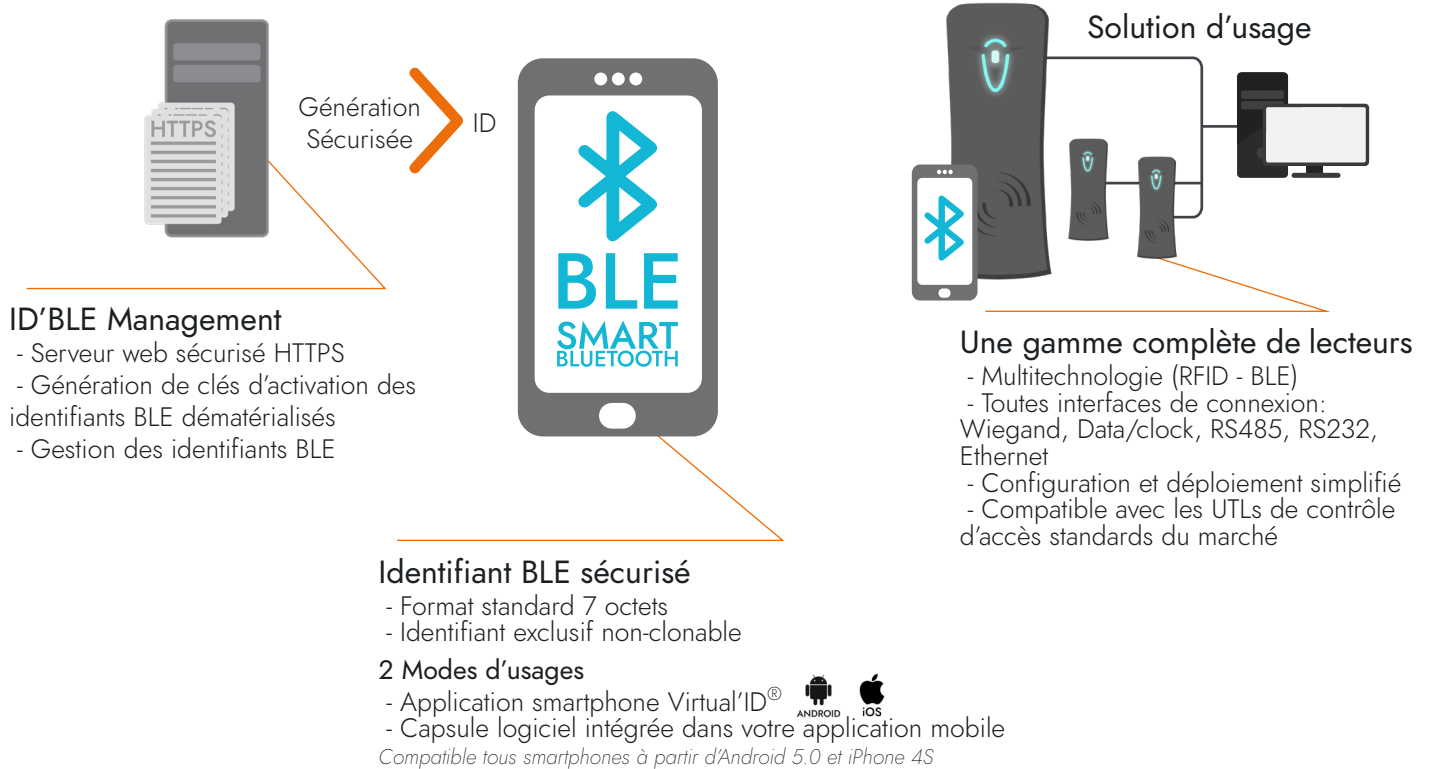 HTTPS
Génération
Sécurisée
ID
BLE
SMART
BLUETOOTH
Solution d’usage
ID’BLE Management
- Serveur web sécurisé HTTPS
- Génération de clés d’activation des
identifiants BLE dématérialisés
- Gestion des identifiants BLE
Identifiant BLE sécurisé
- Format standard 7 octets
- Identifiant exclusif non-clonable
2 Modes d’usages
- Application smartphone Virtual’ID®
ANDROID
iOS
- Capsule logiciel intégrée dans votre application mobile
Compatible tous smartphones à partir d’Android 5.0 et iPhone 4S
Une gamme complète de lecteurs
- Multitechnologie (RFID - BLE)
- Toutes interfaces de connexion:
Wiegand, Data/clock, RS485, RS232,
Ethernet
- Configuration et déploiement simplifié
- Compatible avec les UTLs de contrôle
d’accès standards du marché